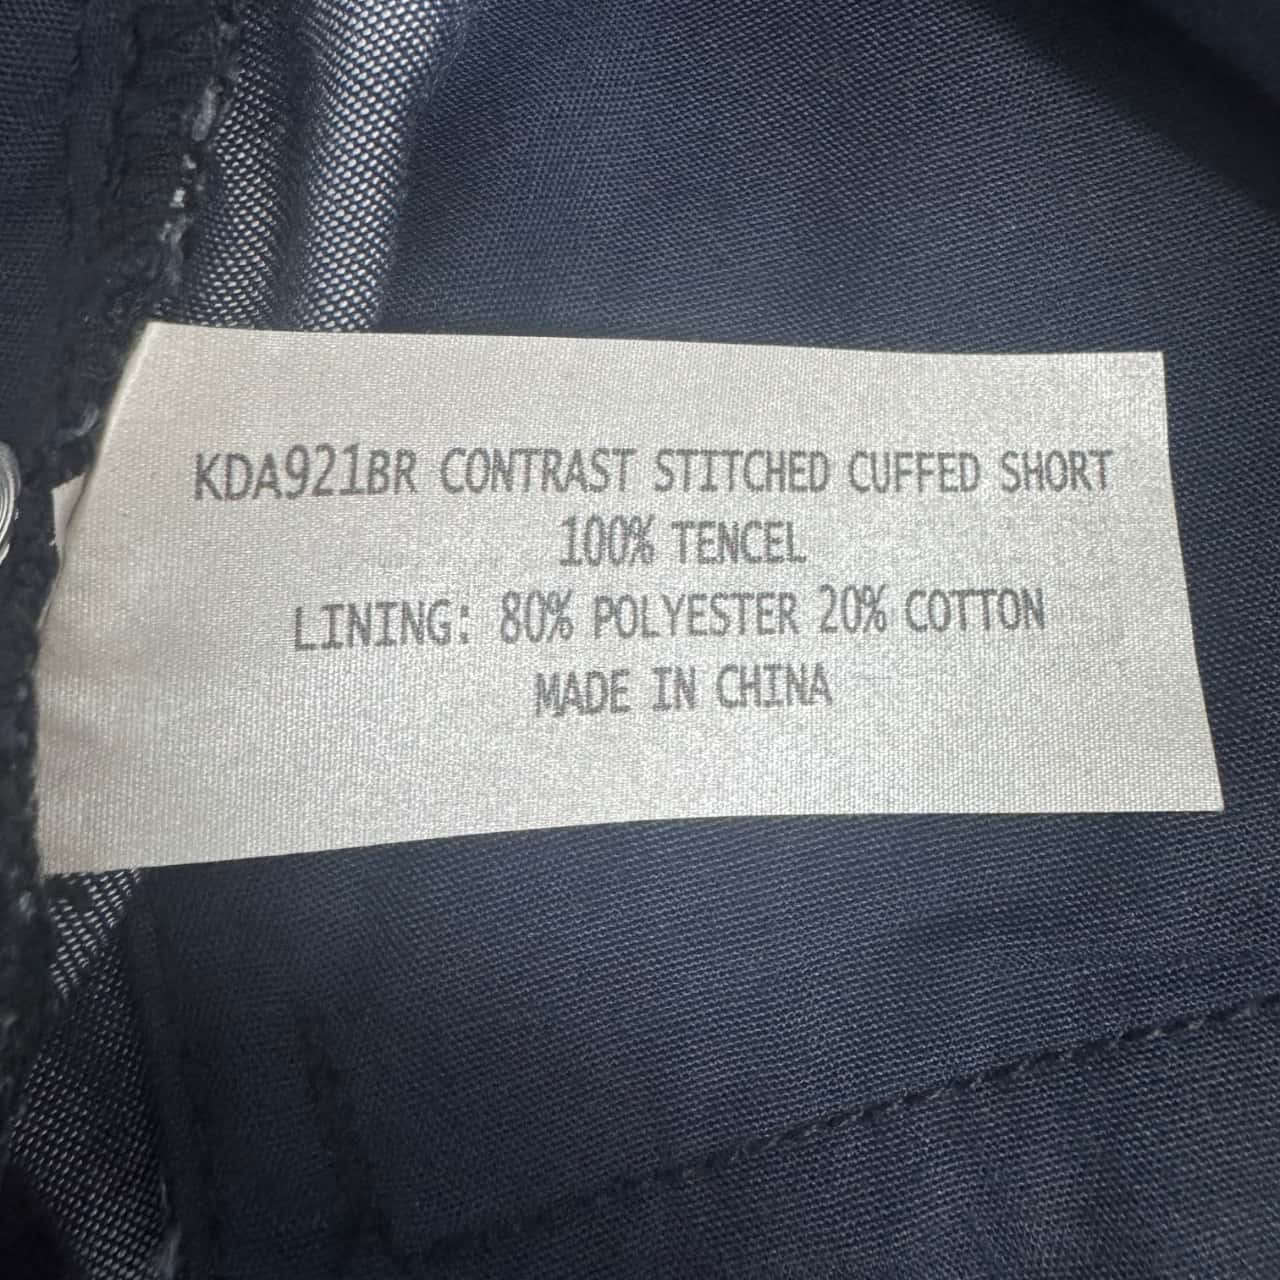 KDA921BR CONTRAST STITCHED CUFFED SHORT
100% TENCEL
LINING: 80% POLYESTER 20% COTTON
MADE IN CHINA